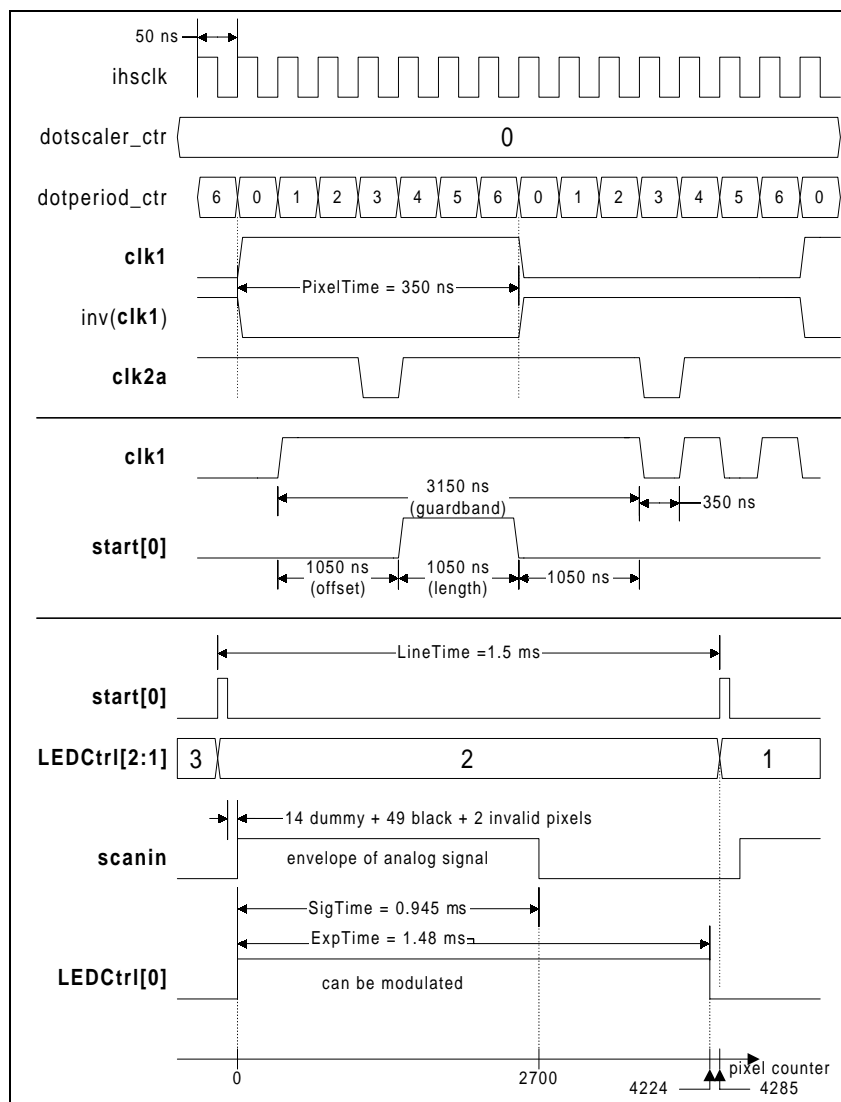 50 ns
ihsclk
dotscaler_ctr 0
dotperiod_ctr 6 0 1 2 3 4 5 6 0 1 2 3 4 5 6 0
clk1
PixelTime = 350 ns
inv(clk1)
clk2a
clk1
3150 ns
(guardband)
350 ns
start[0]
1050 ns
(offset)
1050 ns
(length)
1050 ns
LineTime =1.5 ms
start[0]
LEDCtrl[2:1] 3 2 1
14 dummy + 49 black + 2 invalid pixels
scanin envelope of analog signal
SigTime = 0.945 ms
ExpTime = 1.48 ms
LEDCtrl[0] can be modulated
pixel counter
0 2700
4224 4285